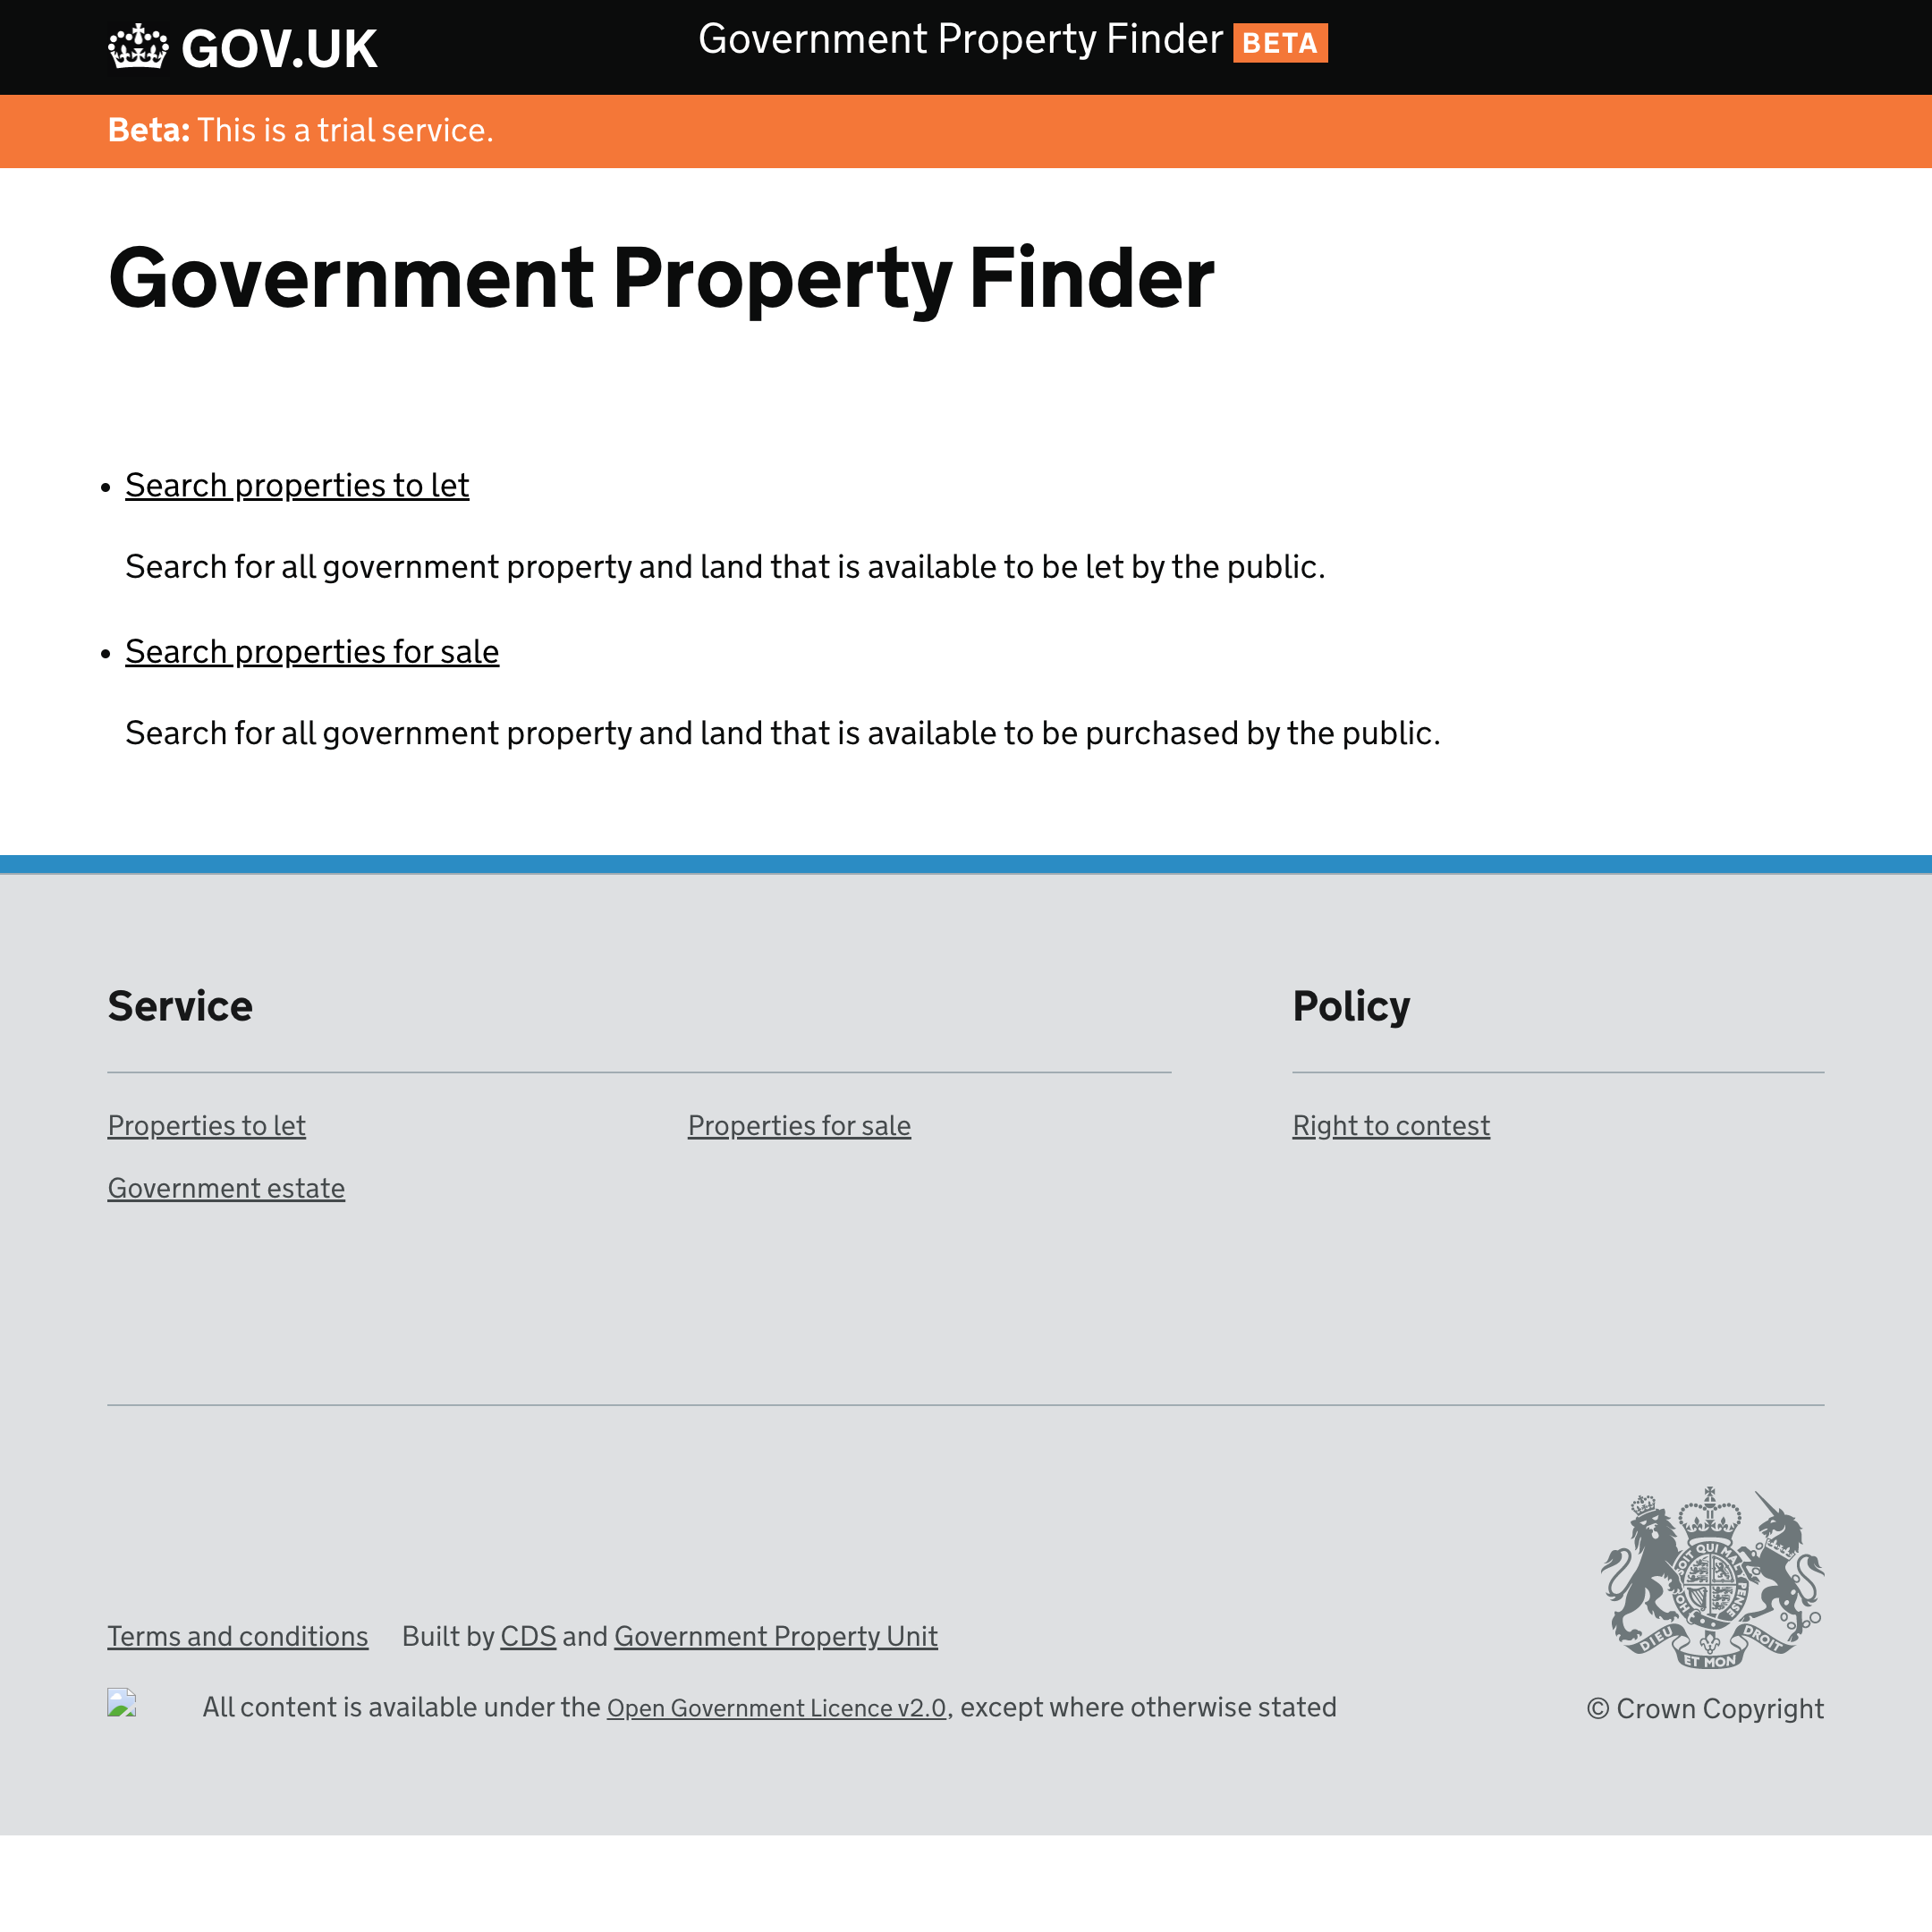 GOV.UK
Government Property Finder BETA
Beta: This is a trial service.
Government Property Finder
Search properties to let
Search for all government property and land that is available to be let by the public.
Search properties for sale
Search for all government property and land that is available to be purchased by the public.
Service
Policy
Properties to let
Properties for sale
Right to contest
Government estate
Terms and conditions
Built by CDS and Government Property Unit
DIEU ET MON DROIT
All content is available under the Open Government Licence v2.0, except where otherwise stated
© Crown Copyright